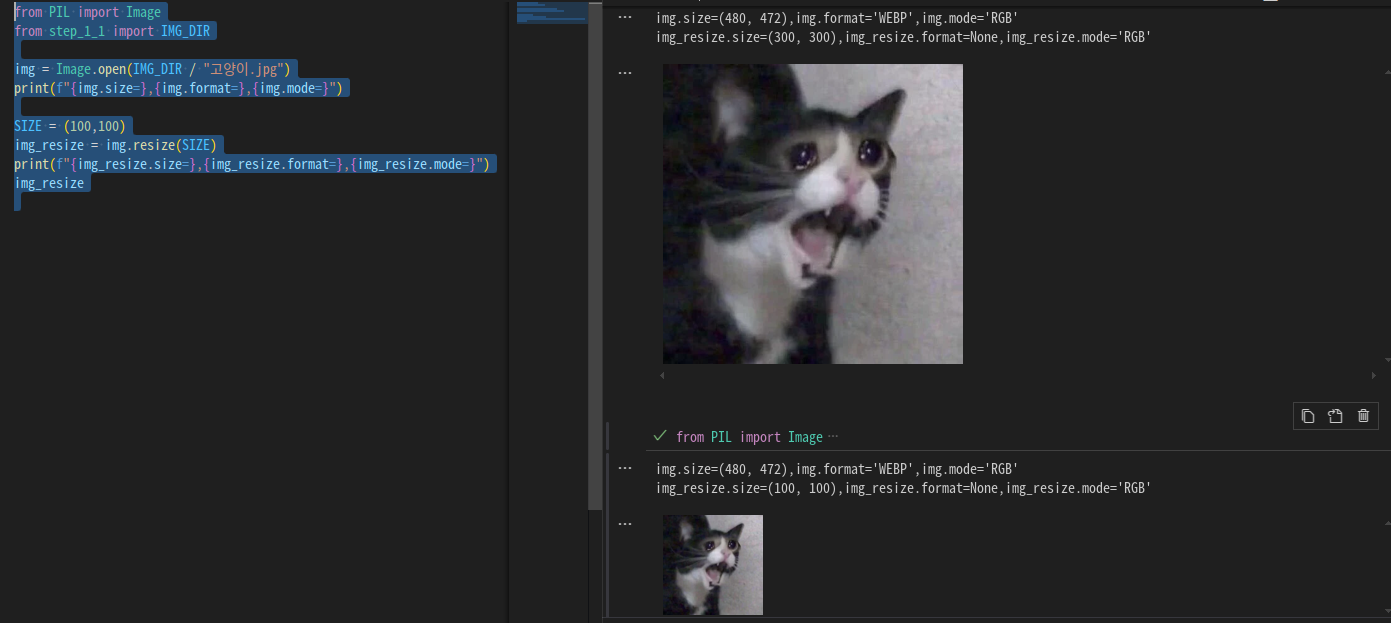 from PIL import Image
from step_1_1 import IMG_DIR
img = Image.open(IMG_DIR / "고양이.jpg")
print(f"{img.size=},{img.format=},{img.mode=}")
SIZE = (100,100)
img_resize = img.resize(SIZE)
print(f"{img_resize.size=},{img_resize.format=},{img_resize.mode=}")
img_resize
img.size=(480, 472),img.format='WEBP',img.mode='RGB'
img_resize.size=(300, 300),img_resize.format=None,img_resize.mode='RGB'
from PIL import Image ···
img.size=(480, 472),img.format='WEBP',img.mode='RGB'
img_resize.size=(100, 100),img_resize.format=None,img_resize.mode='RGB'